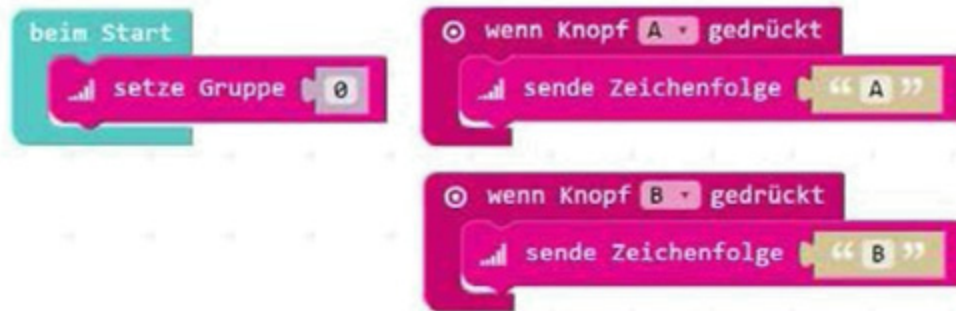 beim Start
setze Gruppe 0
wenn Knopf A gedrückt
sende Zeichenfolge “ A ”
wenn Knopf B gedrückt
sende Zeichenfolge “ B ”